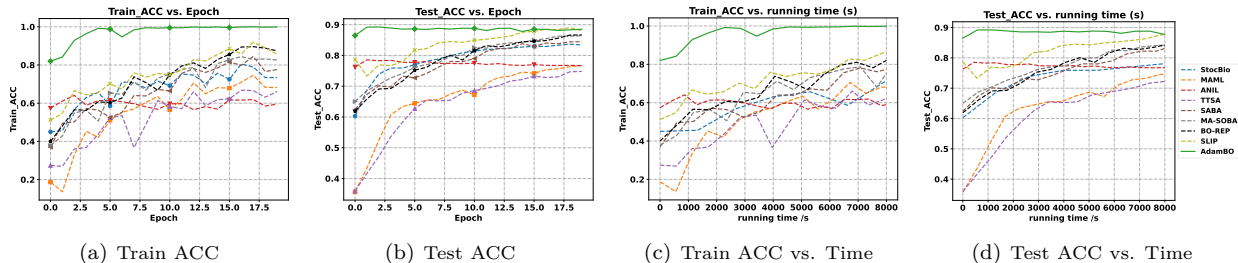 Train_ACC vs. Epoch
Train_ACC
1.0
0.8
0.6
0.4
0.2
0.0 2.5 5.0 7.5 10.0 12.5 15.0 17.5
Epoch
(a) Train ACC
Test_ACC vs. Epoch
Test_ACC
0.9
0.8
0.7
0.6
0.5
0.4
0.3
0.0 2.5 5.0 7.5 10.0 12.5 15.0 17.5
Epoch
(b) Test ACC
Train_ACC vs. running time (s)
Train_ACC
1.0
0.8
0.6
0.4
0.2
0 1000 2000 3000 4000 5000 6000 7000 8000
running time /s
(c) Train ACC vs. Time
Test_ACC vs. running time (s)
Test_ACC
0.9
0.8
0.7
0.6
0.5
0.4
0 1000 2000 3000 4000 5000 6000 7000 8000
running time /s
(d) Test ACC vs. Time
StocBio
MAML
ANIL
TTSA
SABA
MA-SOBA
BO-REP
SLIP
AdamBO